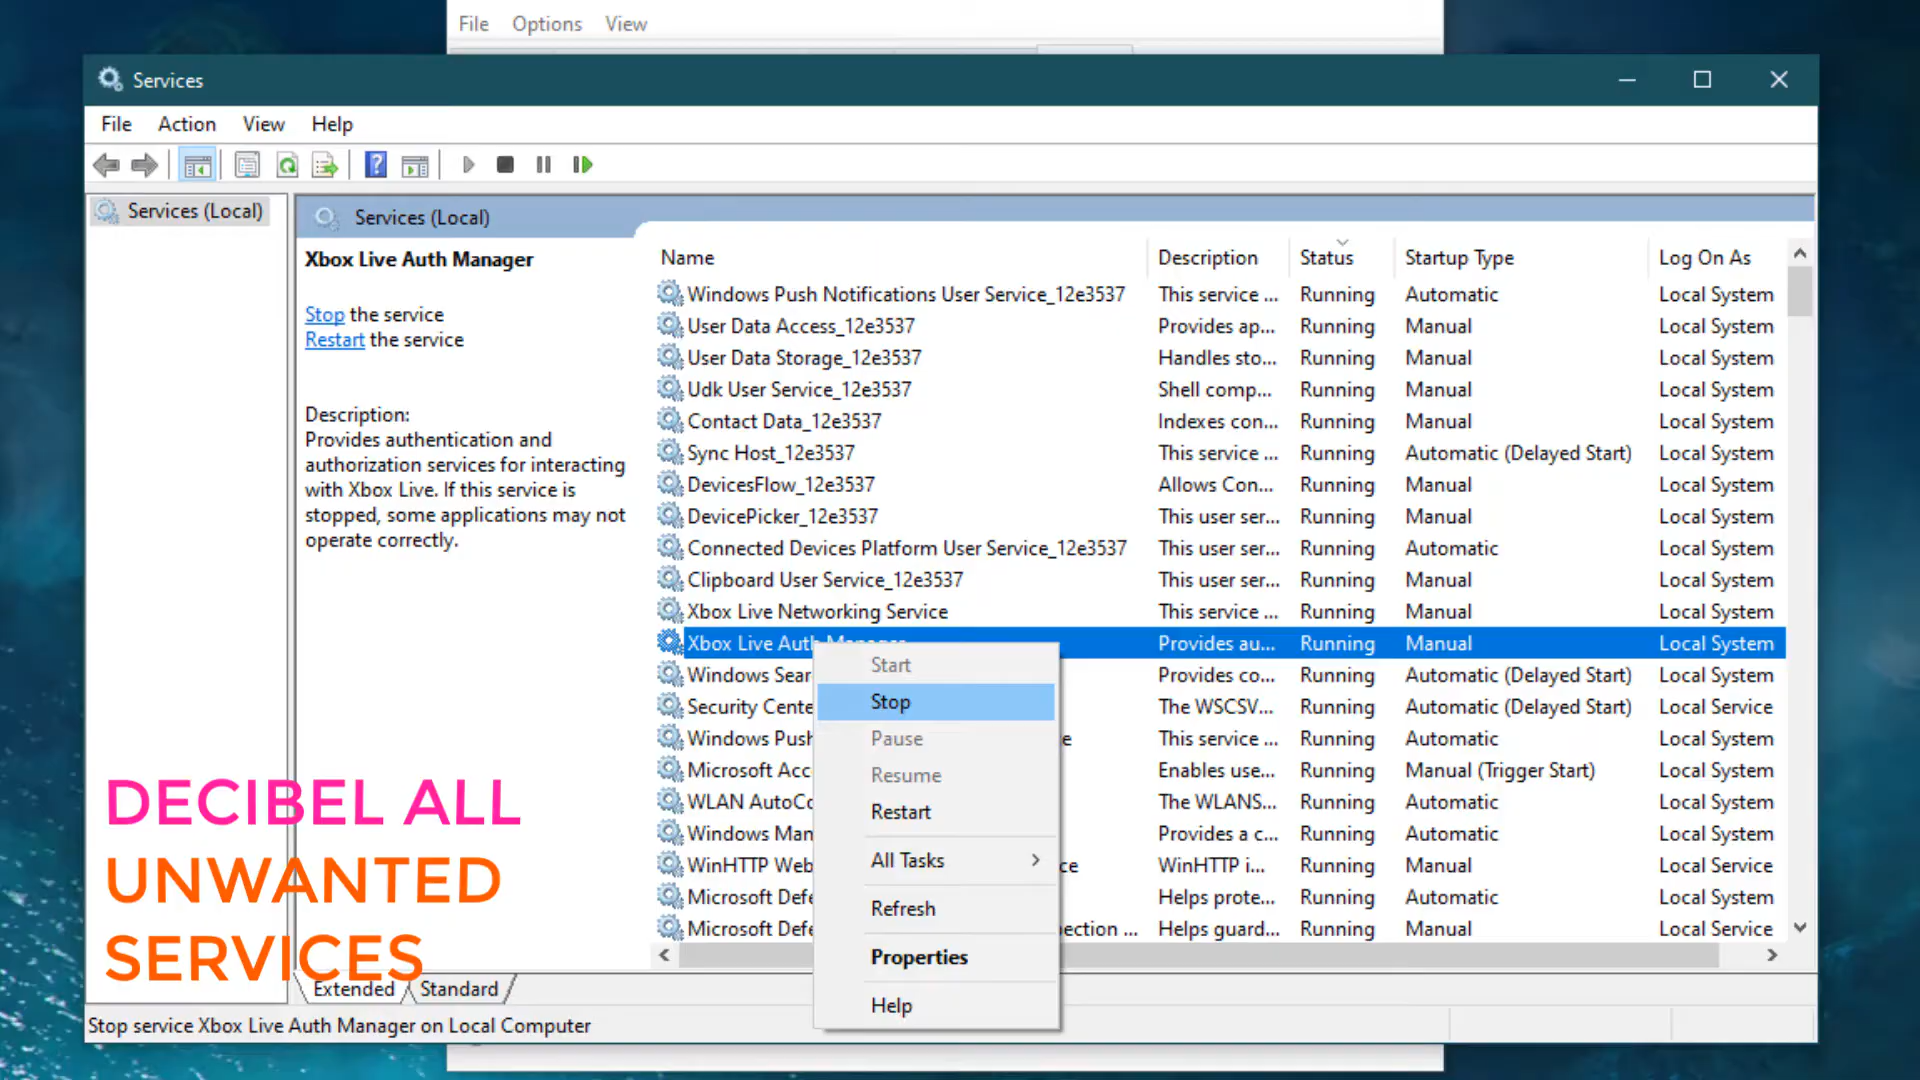 File Options View
Services
File Action View Help
Services (Local)
Services (Local)
Xbox Live Auth Manager
Stop the service
Restart the service
Description:
Provides authentication and
authorization services for interacting
with Xbox Live. If this service is
stopped, some applications may not
operate correctly.
Name Description Status Startup Type Log On As
Windows Push Notifications User Service_12e3537 This service ... Running Automatic Local System
User Data Access_12e3537 Provides ap... Running Manual Local System
User Data Storage_12e3537 Handles sto... Running Manual Local System
Udk User Service_12e3537 Shell comp... Running Manual Local System
Contact Data_12e3537 Indexes con... Running Manual Local System
Sync Host_12e3537 This service ... Running Automatic (Delayed Start) Local System
DevicesFlow_12e3537 Allows Con... Running Manual Local System
DevicePicker_12e3537 This user ser... Running Manual Local System
Connected Devices Platform User Service_12e3537 This user ser... Running Automatic Local System
Clipboard User Service_12e3537 This user ser... Running Manual Local System
Xbox Live Networking Service This service ... Running Manual Local System
Xbox Live Auth Manager Provides au... Running Manual Local System
Windows Sear Provides co... Running Automatic (Delayed Start) Local System
Security Cente The WSCSV... Running Automatic (Delayed Start) Local Service
Windows Push e This service ... Running Automatic Local System
Microsoft Acc Enables use... Running Manual (Trigger Start) Local System
WLAN AutoCo The WLANS... Running Automatic Local System
Windows Man Provides a c... Running Automatic Local System
WinHTTP Web ce WinHTTP i... Running Manual Local Service
Microsoft Defe Helps prote... Running Automatic Local System
Microsoft Defe ection ... Helps guard... Running Manual Local Service
Start
Stop
Pause
Resume
Restart
All Tasks
Refresh
Properties
Help
DECIBEL ALL
UNWANTED
SERVICES
Extended Standard
Stop service Xbox Live Auth Manager on Local Computer